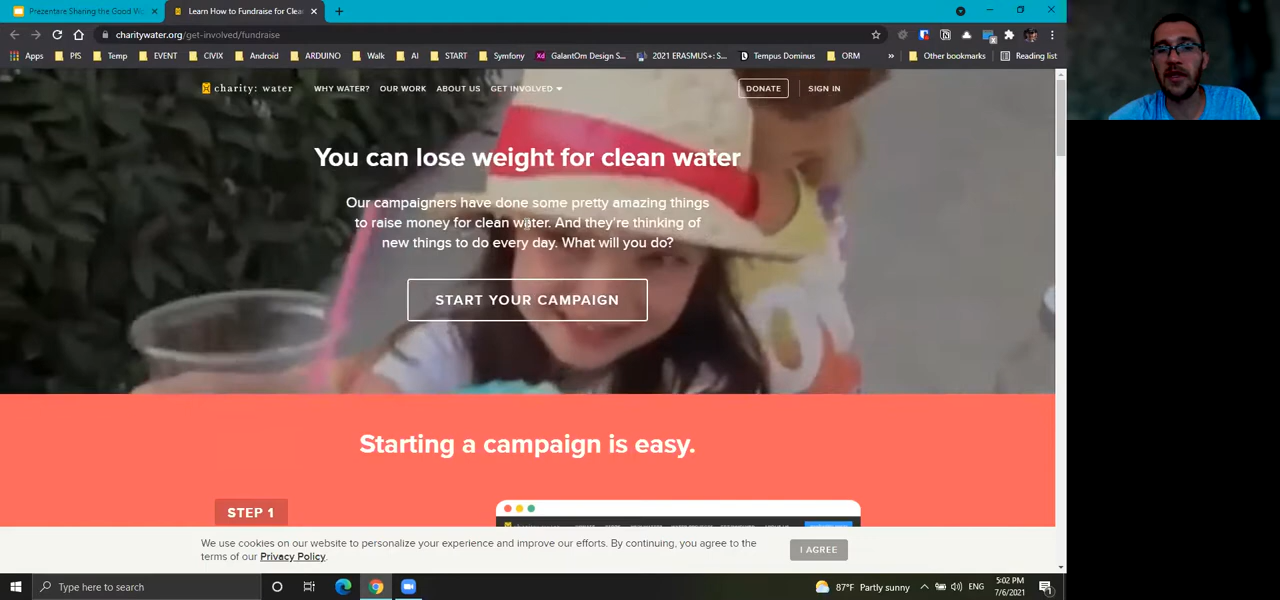 Prezentare Sharing the Good Wo
Learn How to Fundraise for Clea
charitywater.org/get-involved/fundraise
Apps PIS Temp EVENT CIVIX Android ARDUINO Walk AI START Symfony GalantOm Design S... 2021 ERASMUS+: S... Tempus Dominus ORM » Other bookmarks Reading list
charity: water WHY WATER? OUR WORK ABOUT US GET INVOLVED DONATE SIGN IN
You can lose weight for clean water
Our campaigners have done some pretty amazing things
to raise money for clean water. And they're thinking of
new things to do every day. What will you do?
START YOUR CAMPAIGN
Starting a campaign is easy.
STEP 1
We use cookies on our website to personalize your experience and improve our efforts. By continuing, you agree to the
terms of our Privacy Policy.
I AGREE
Type here to search
87°F Partly sunny
ENG
5:02 PM
7/6/2021